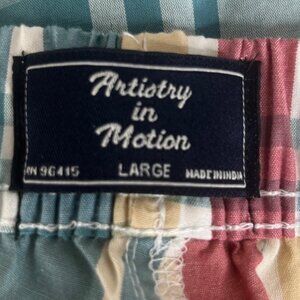 Artistry
in
Motion
RN 96415 LARGE MADE IN INDIA